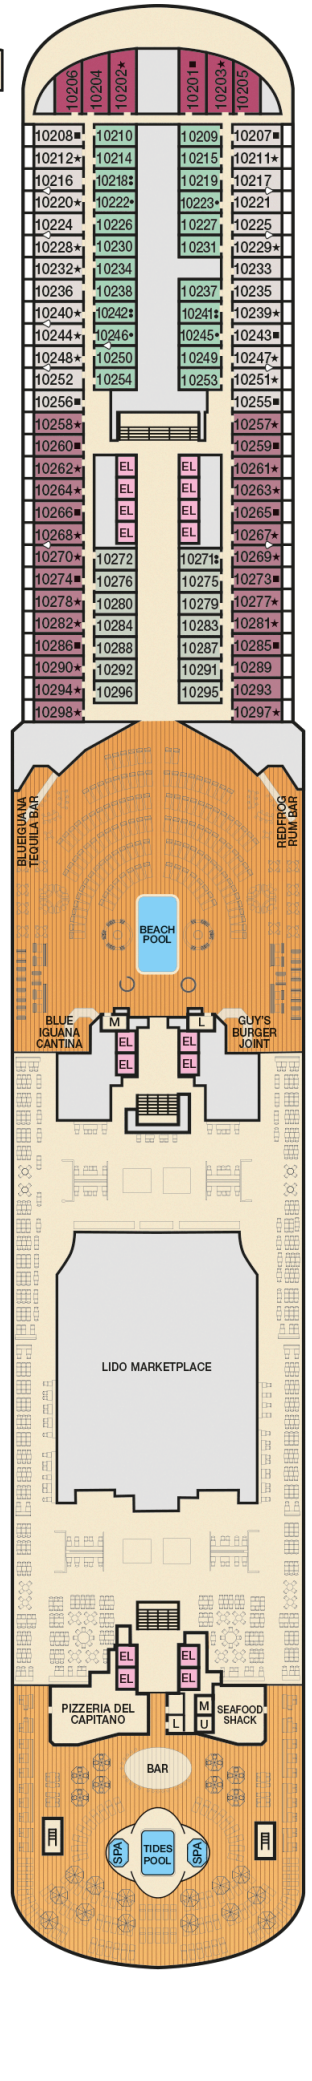 10206
10204
10202★
10201■
10203★
10205
10208■ 10210 10209 10207■
10212★ 10214 10215 10211★
10216 10218 10219 10217
10220★ 10222• 10223• 10221
10224 10226 10227 10225
10228★ 10230 10231 10229★
10232★ 10234 10233
10236 10238 10237 10235
10240★ 10242 10241 10239★
10244★ 10246• 10245• 10243■
10248★ 10250 10249 10247★
10252 10254 10253 10251★
10256■ 10255■
10258★ 10257★
10260■ 10259■
10262★ EL EL 10261★
10264★ EL EL 10263★
10266■ EL EL 10265■
10268★ EL EL 10267★
10270★ 10272 10271 10269★
10274■ 10276 10275 10273■
10278★ 10280 10279 10277★
10282★ 10284 10283 10281★
10286■ 10288 10287 10285■
10290★ 10292 10291 10289
10294★ 10296 10295 10293
10298★ 10297★
BLUEIGUANA
TEQUILA BAR
REDFROG
RUM BAR
BEACH
POOL
BLUE
IGUANA
CANTINA
M
L
GUY'S
BURGER
JOINT
EL EL
EL EL
LIDO MARKETPLACE
EL EL
EL EL
PIZZERIA DEL
CAPITANO
L
M
U
SEAFOOD
SHACK
BAR
SPA
TIDES
POOL
SPA